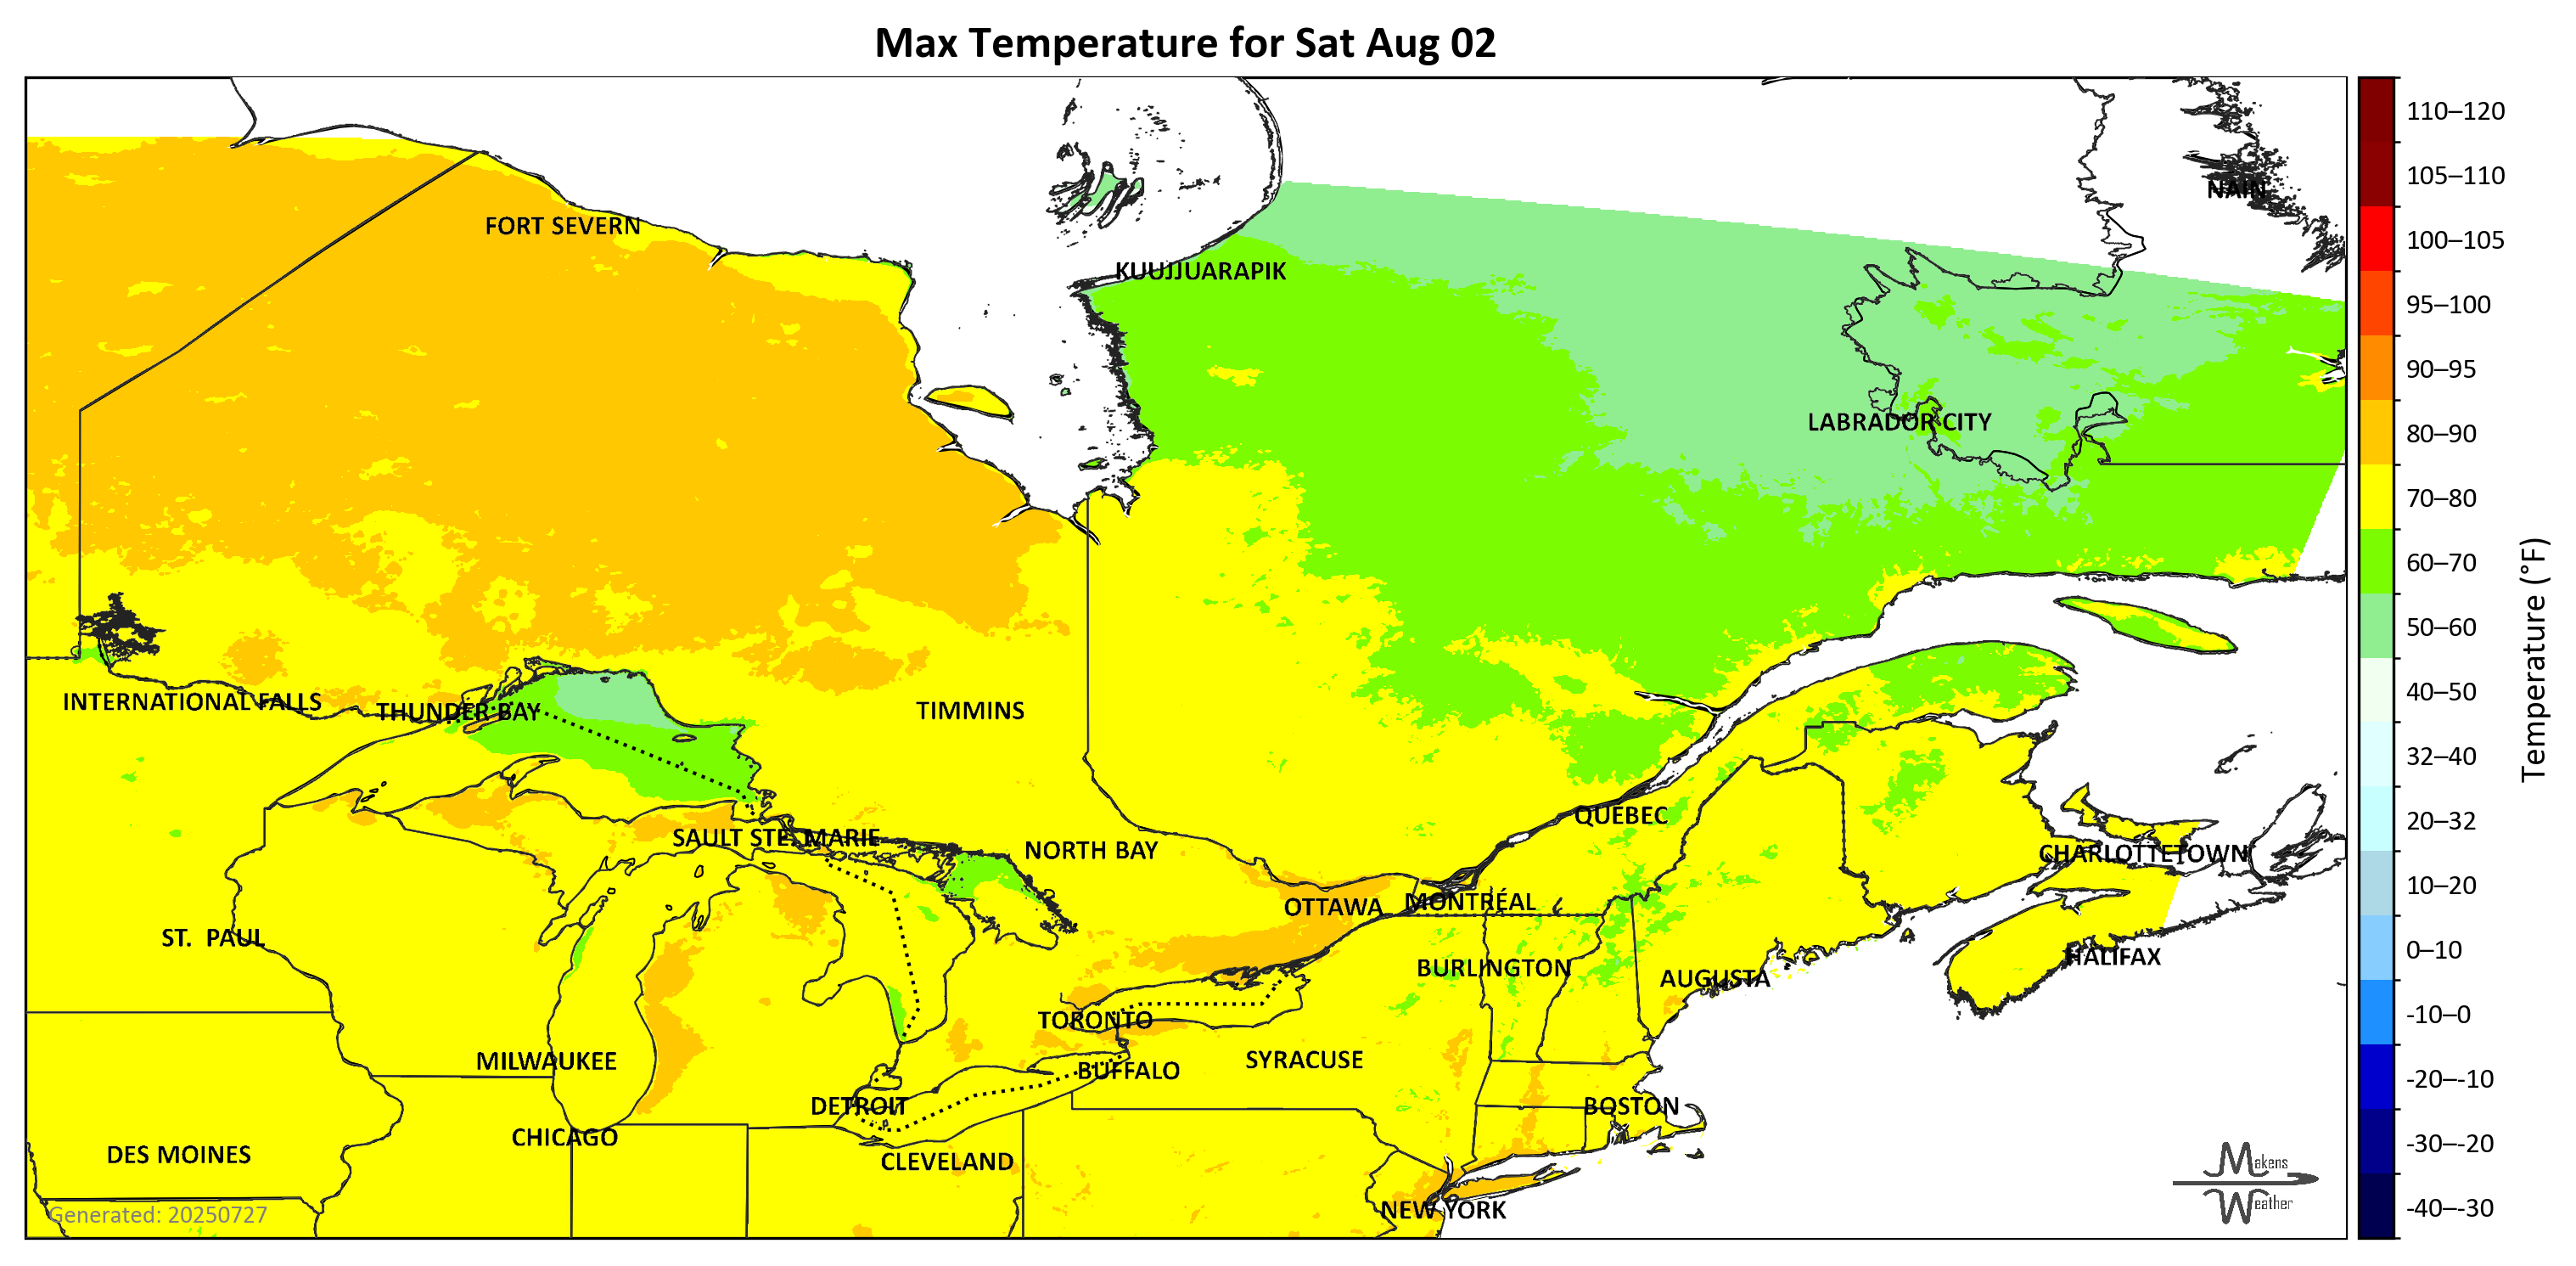 Max Temperature for Sat Aug 02
110–120
105–110
NAIN
FORT SEVERN
100–105
KUUJJUARAPIK
95–100
90–95
LABRADOR CITY
80–90
70–80
60–70
50–60
Temperature (°F)
INTERNATIONAL FALLS
THUNDER BAY
TIMMINS
40–50
32–40
QUEBEC
20–32
SAULT STE. MARIE
NORTH BAY
CHARLOTTETOWN
10–20
OTTAWA
MONTRÉAL
ST. PAUL
0–10
HALIFAX
BURLINGTON
AUGUSTA
-10–0
TORONTO
MILWAUKEE
BUFFALO
SYRACUSE
-20–-10
DETROIT
BOSTON
CHICAGO
-30–-20
DES MOINES
CLEVELAND
Makens
Weather
NEW YORK
-40–-30
Generated: 20250727